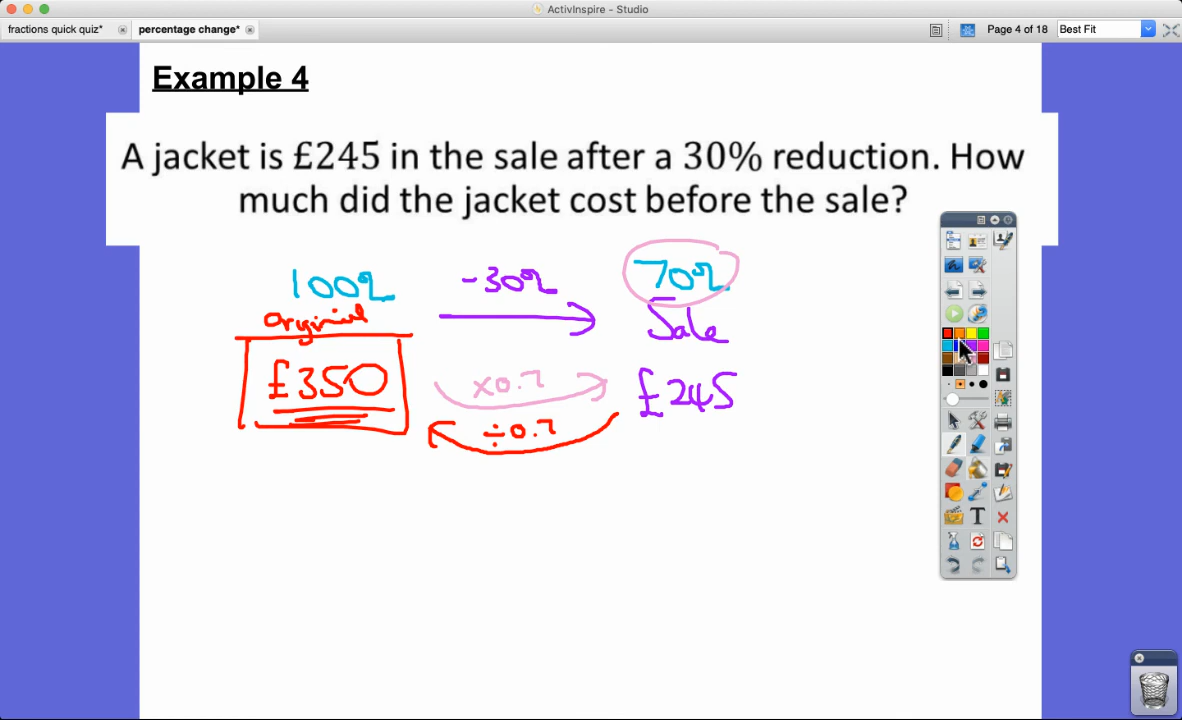 ActivInspire - Studio
fractions quick quiz*
percentage change*
Page 4 of 18
Best Fit
Example 4
A jacket is £245 in the sale after a 30% reduction. How
much did the jacket cost before the sale?
100% -30% 70%
Original Sale
£350 ×0.7 £245
÷0.7
T